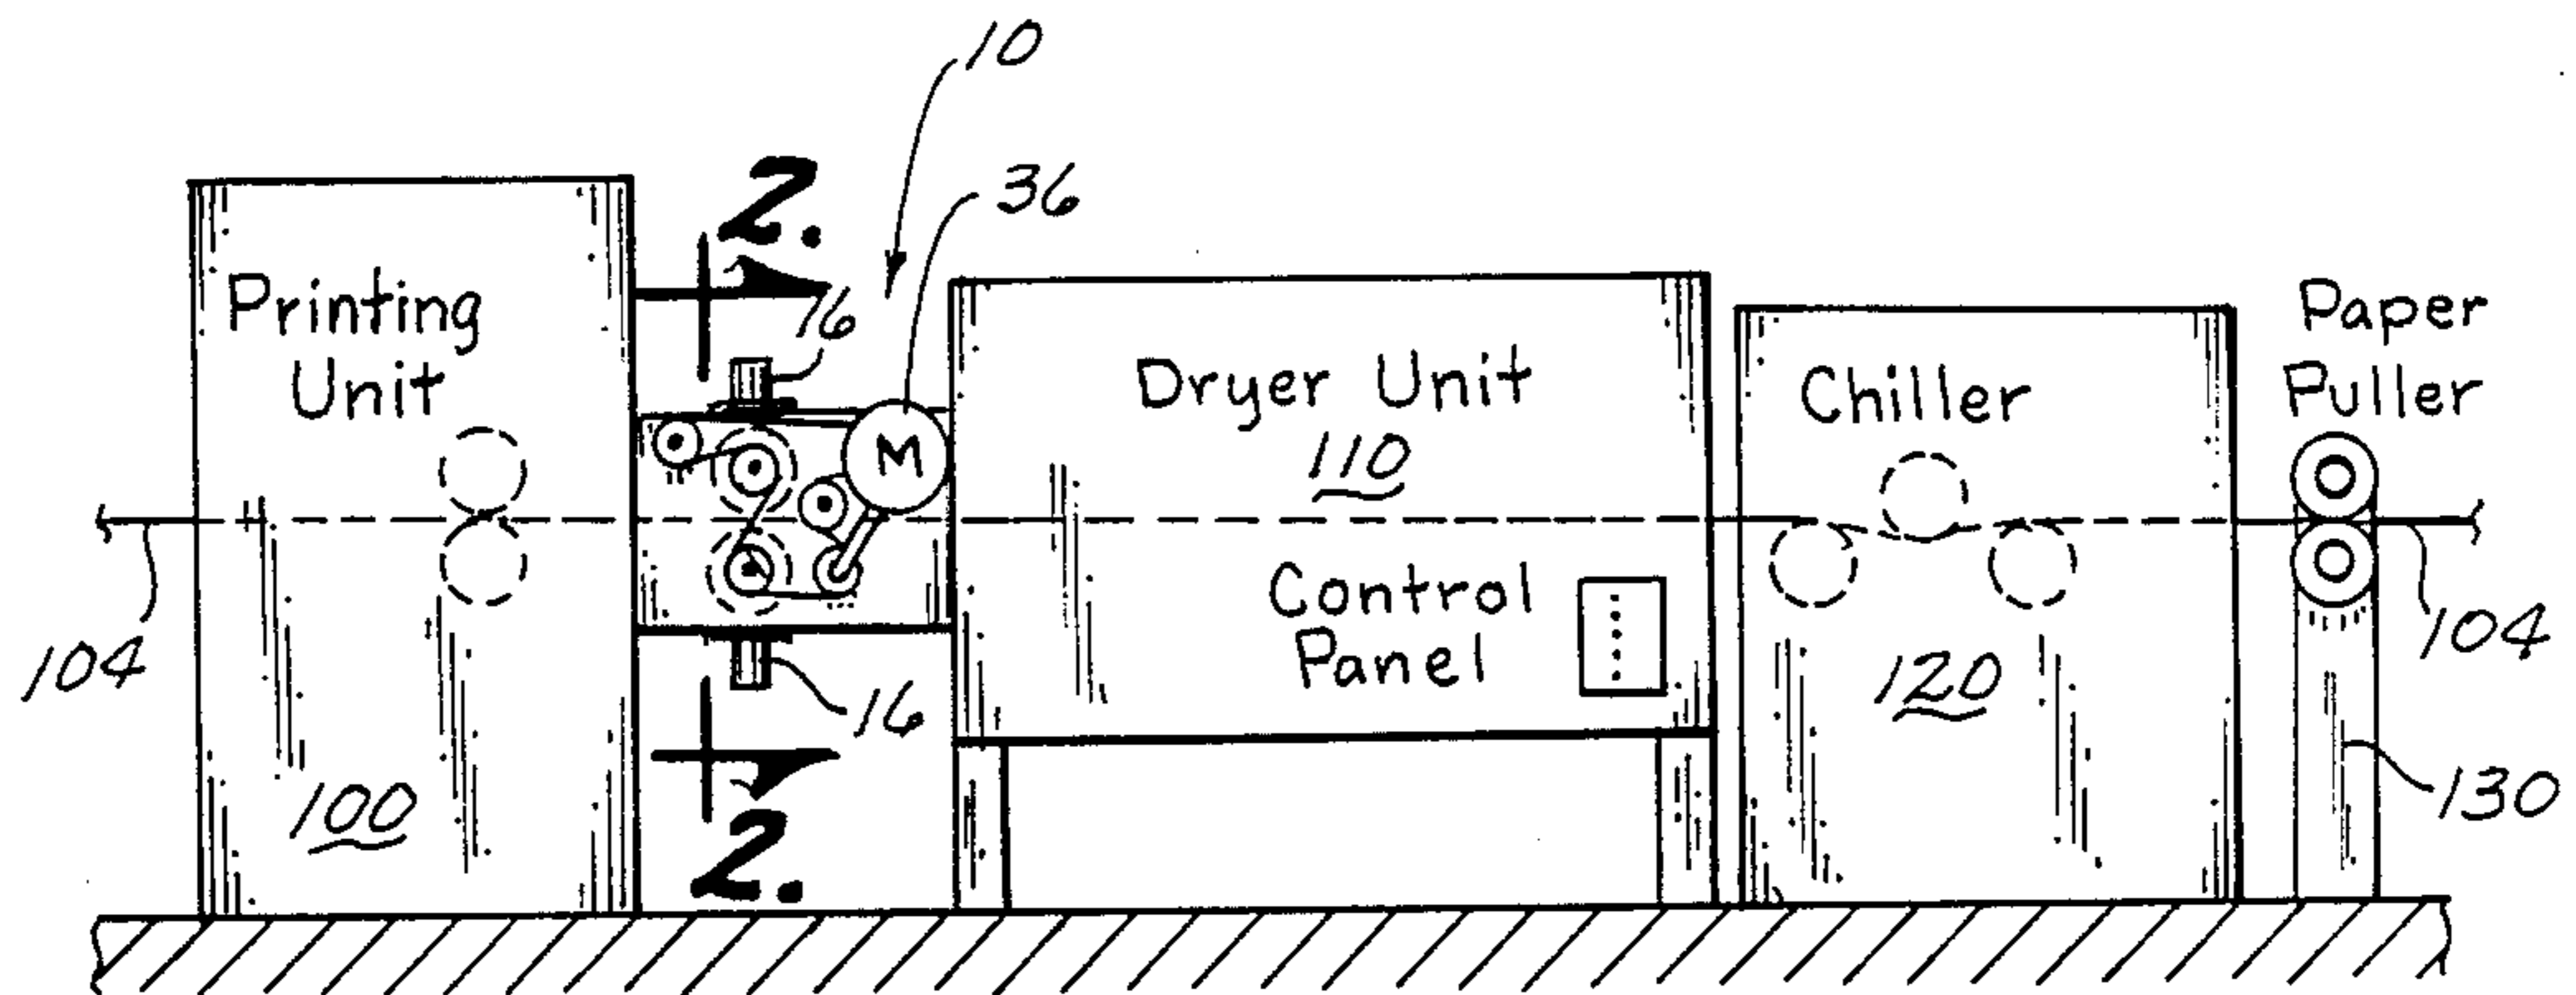 10
2.
36
16
Printing
Unit
M
Dryer Unit
110
Chiller
Paper
Puller
Control
Panel
104
16
100
120
104
130
2.